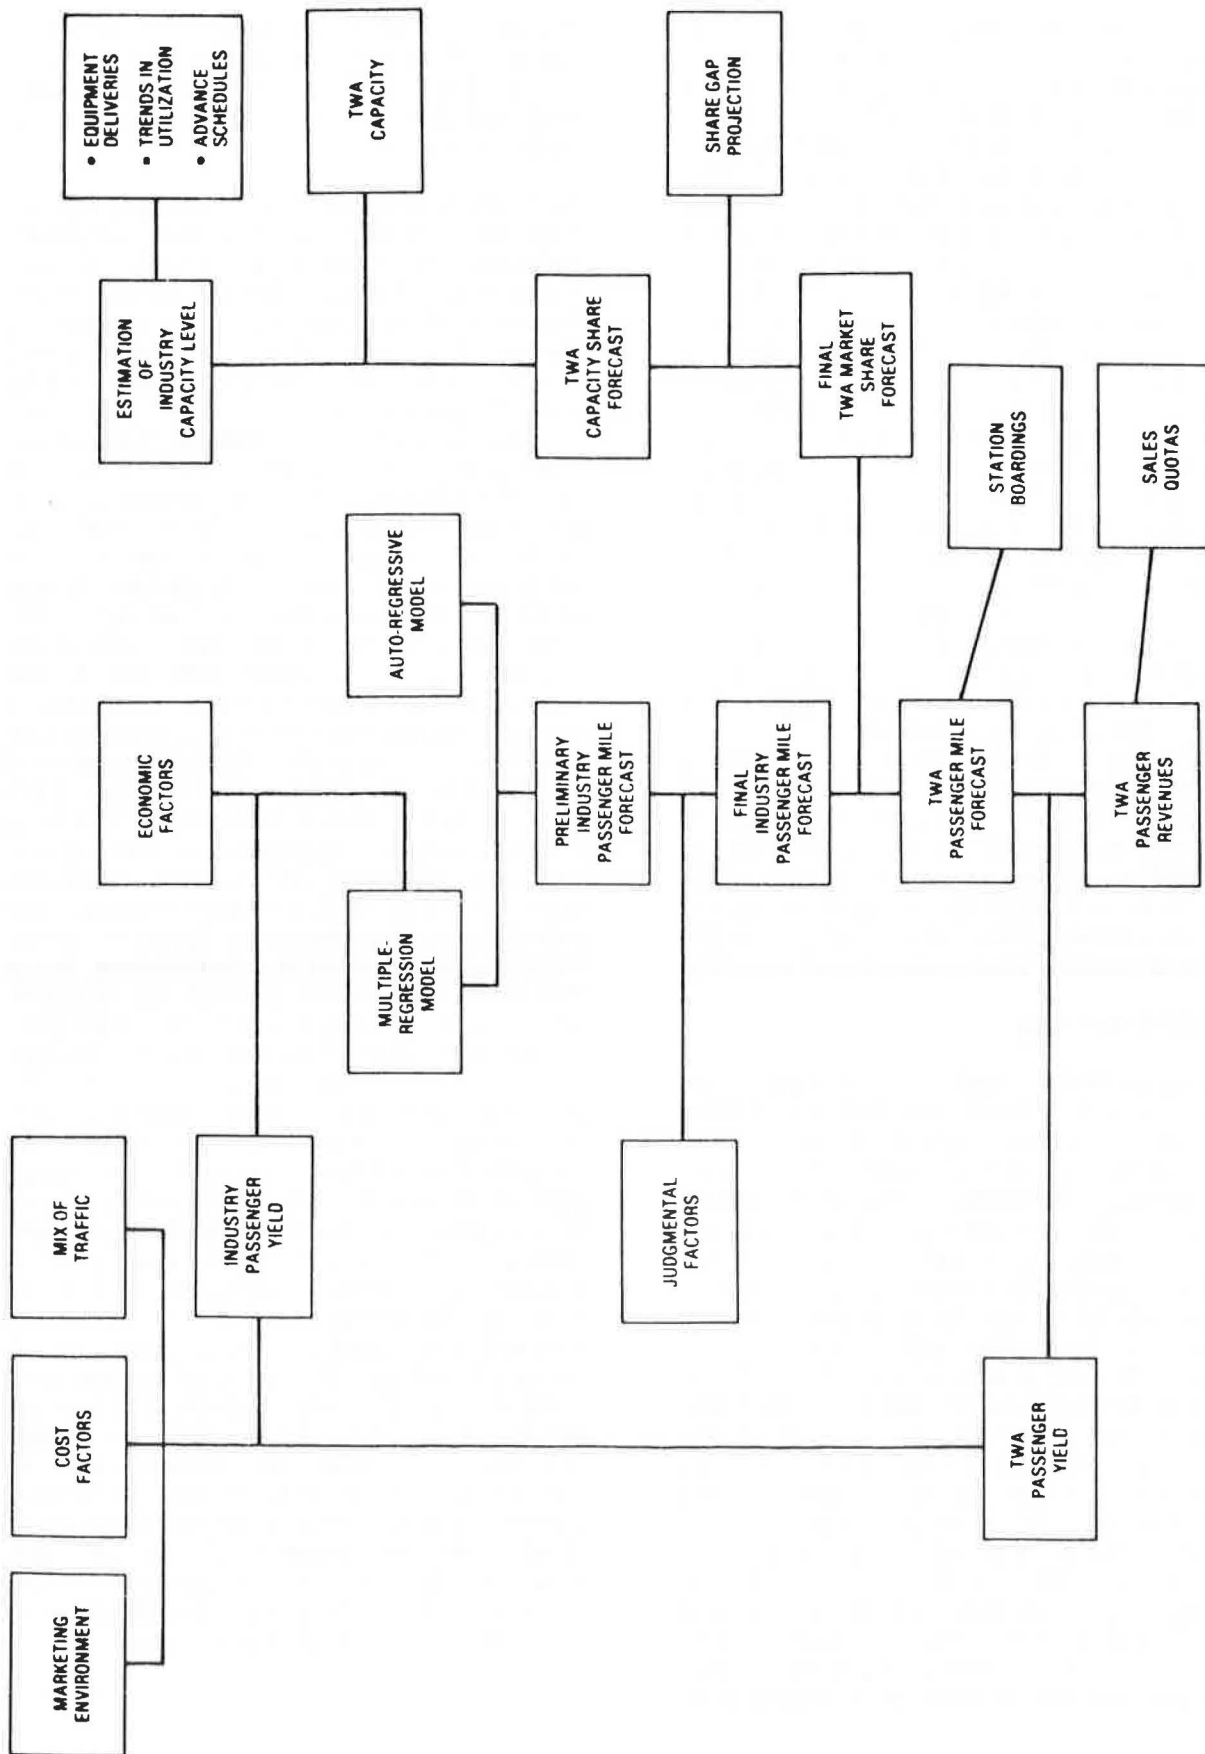 MARKETING
ENVIRONMENT
COST
FACTORS
MIX OF
TRAFFIC
ECONOMIC
FACTORS
ESTIMATION
OF
INDUSTRY
CAPACITY LEVEL
• EQUIPMENT
DELIVERIES
• TRENDS IN
UTILIZATION
• ADVANCE
SCHEDULES
INDUSTRY
PASSENGER
YIELD
TWA
CAPACITY
MULTIPLE-
REGRESSION
MODEL
AUTO-REGRESSIVE
MODEL
PRELIMINARY
INDUSTRY
PASSENGER MILE
FORECAST
TWA
CAPACITY SHARE
FORECAST
JUDGMENTAL
FACTORS
SHARE GAP
PROJECTION
FINAL
INDUSTRY
PASSENGER MILE
FORECAST
FINAL
TWA MARKET
SHARE
FORECAST
TWA
PASSENGER MILE
FORECAST
STATION
BOARDINGS
TWA
PASSENGER
YIELD
TWA
PASSENGER
REVENUES
SALES
QUOTAS